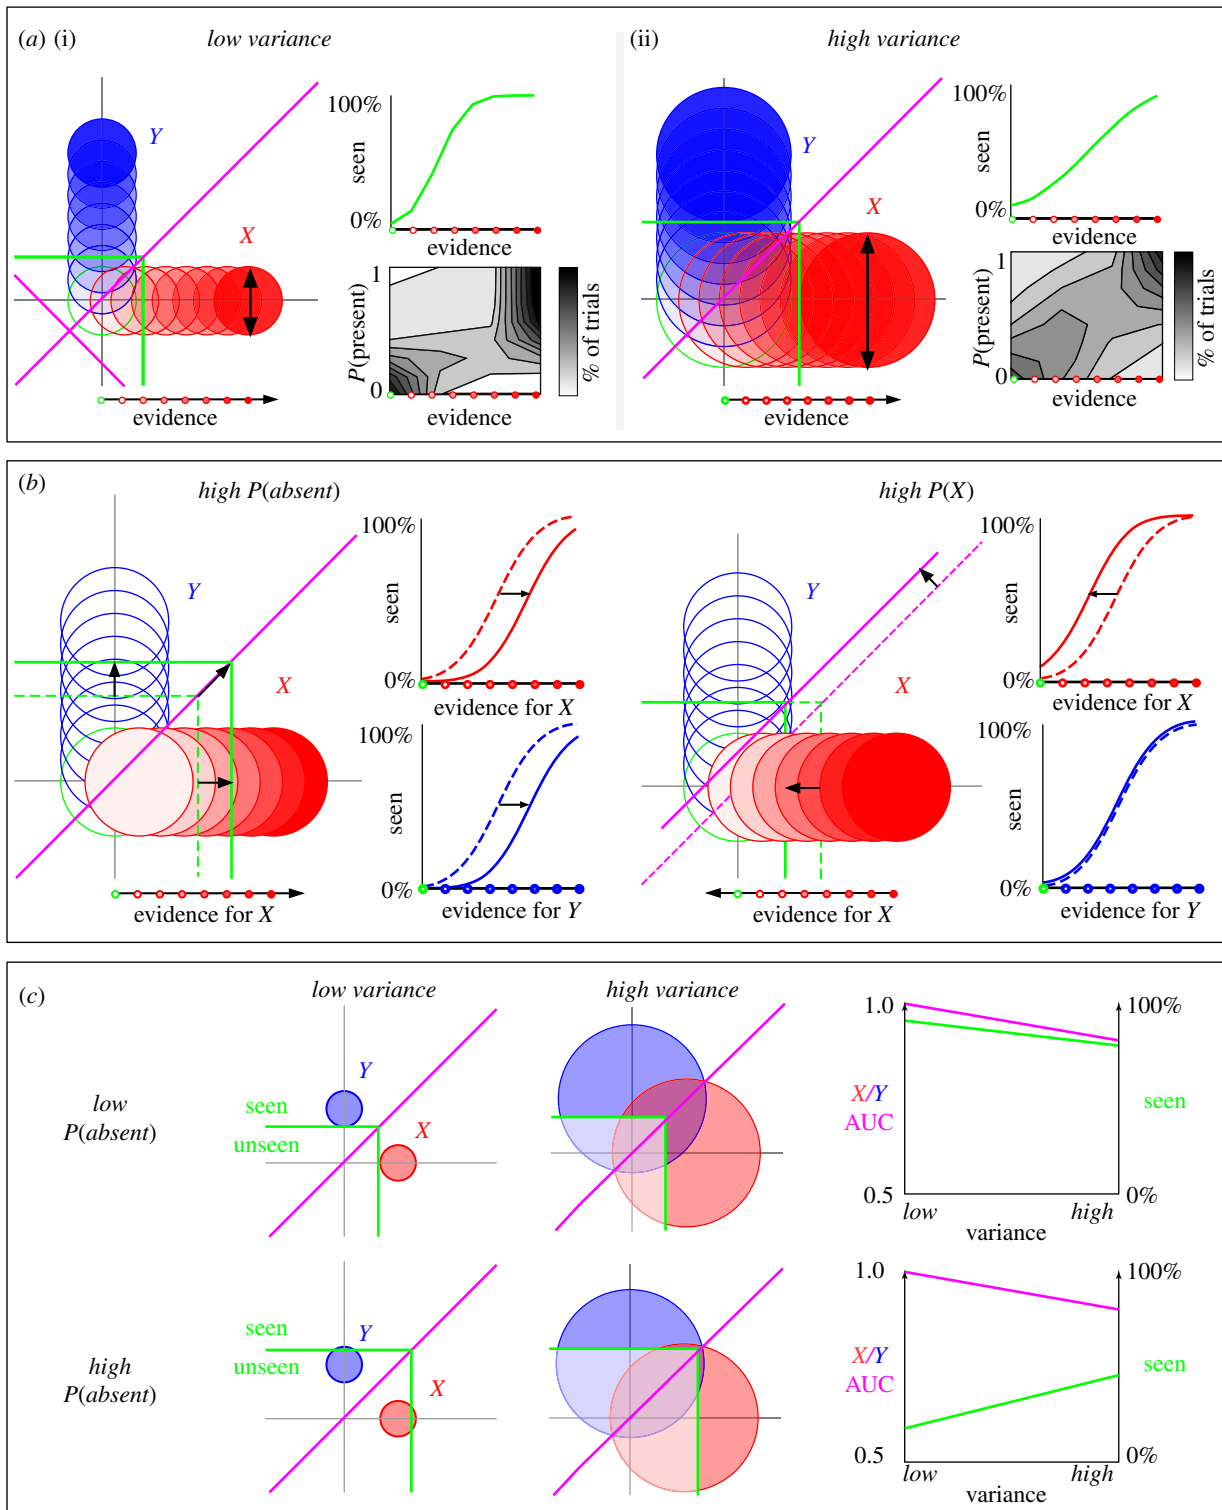 (a) (i) low variance
Y
X
100%
seen
0%
evidence
1
P(present)
0
% of trials
evidence
evidence
(ii) high variance
Y
X
100%
seen
0%
evidence
1
P(present)
0
% of trials
evidence
evidence
(b) high P(absent)
Y
X
100%
seen
0%
evidence for X
100%
seen
0%
evidence for Y
evidence for X
high P(X)
Y
X
100%
seen
0%
evidence for X
100%
seen
0%
evidence for Y
evidence for X
(c) low variance high variance
low
P(absent)
Y
seen
unseen
X
1.0
100%
X/Y
AUC
seen
0.5
0%
low high
variance
high
P(absent)
seen
unseen
Y
X
1.0
100%
X/Y
AUC
seen
0.5
0%
low high
variance